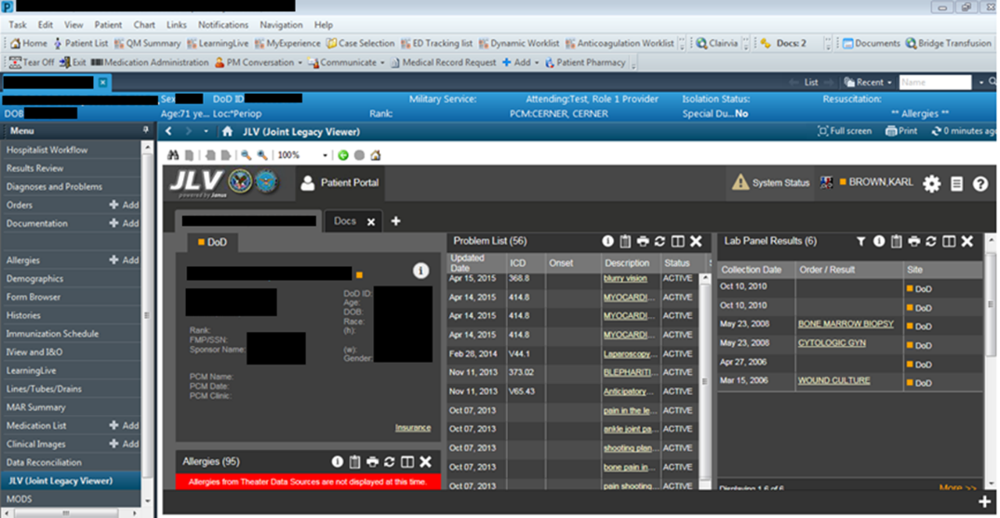 Task Edit View Patient Chart Links Notifications Navigation Help
Home Patient List QM Summary LearningLive MyExperience Case Selection ED Tracking list Dynamic Worklist Anticoagulation Worklist Clairvia Docs: 2 Documents Bridge Transfusion
Tear Off Exit Medication Administration PM Conversation Communicate Medical Record Request Add Patient Pharmacy
List Recent Name
Sex DoD ID Military Service: Attending:Test, Role 1 Provider Isolation Status: Resuscitation:
DOB Age:71 ye... Loc:*Periop Rank: PCM:CERNER, CERNER Special Du...No ** Allergies **
Menu
JLV (Joint Legacy Viewer) Full screen Print 0 minutes ago
Hospitalist Workflow
Results Review
Diagnoses and Problems
Orders Add
Documentation Add
Allergies Add
Demographics
Form Browser
Histories
Immunization Schedule
IView and I&O
LearningLive
Lines/Tubes/Drains
MAR Summary
Medication List Add
Clinical Images Add
Data Reconciliation
JLV (Joint Legacy Viewer)
MODS
100%
JLV Patient Portal System Status BROWN,KARL
powered by Janus
Docs
DoD
DoD ID:
Age:
DOB:
Race:
(h):
(w):
Gender:
Rank:
FMP/SSN:
Sponsor Name:
PCM Name:
PCM Date:
PCM Clinic:
Insurance
Allergies (95)
Allergies from Theater Data Sources are not displayed at this time.
Problem List (56)
Updated Date ICD Onset Description Status
Apr 15, 2015 368.8 blurry vision ACTIVE
Apr 14, 2015 414.8 MYOCARDI... ACTIVE
Apr 14, 2015 414.8 MYOCARDI... ACTIVE
Apr 14, 2015 414.8 MYOCARDI... ACTIVE
Feb 28, 2014 V44.1 Laparoscopy... ACTIVE
Nov 11, 2013 373.02 BLEPHARITI... ACTIVE
Nov 11, 2013 V65.43 Anticipatory... ACTIVE
Oct 07, 2013 pain in the le... ACTIVE
Oct 07, 2013 ankle joint pa... ACTIVE
Oct 07, 2013 shooting plan... ACTIVE
Oct 07, 2013 bone pain in... ACTIVE
Oct 07, 2013 pain shooting... ACTIVE
Lab Panel Results (6)
Collection Date Order / Result Site
Oct 10, 2010 DoD
Oct 10, 2010 DoD
May 23, 2008 BONE MARROW BIOPSY DoD
May 23, 2008 CYTOLOGIC GYN DoD
Apr 27, 2006 DoD
Mar 15, 2006 WOUND CULTURE DoD
Displaying 1-6 of 6 More >>